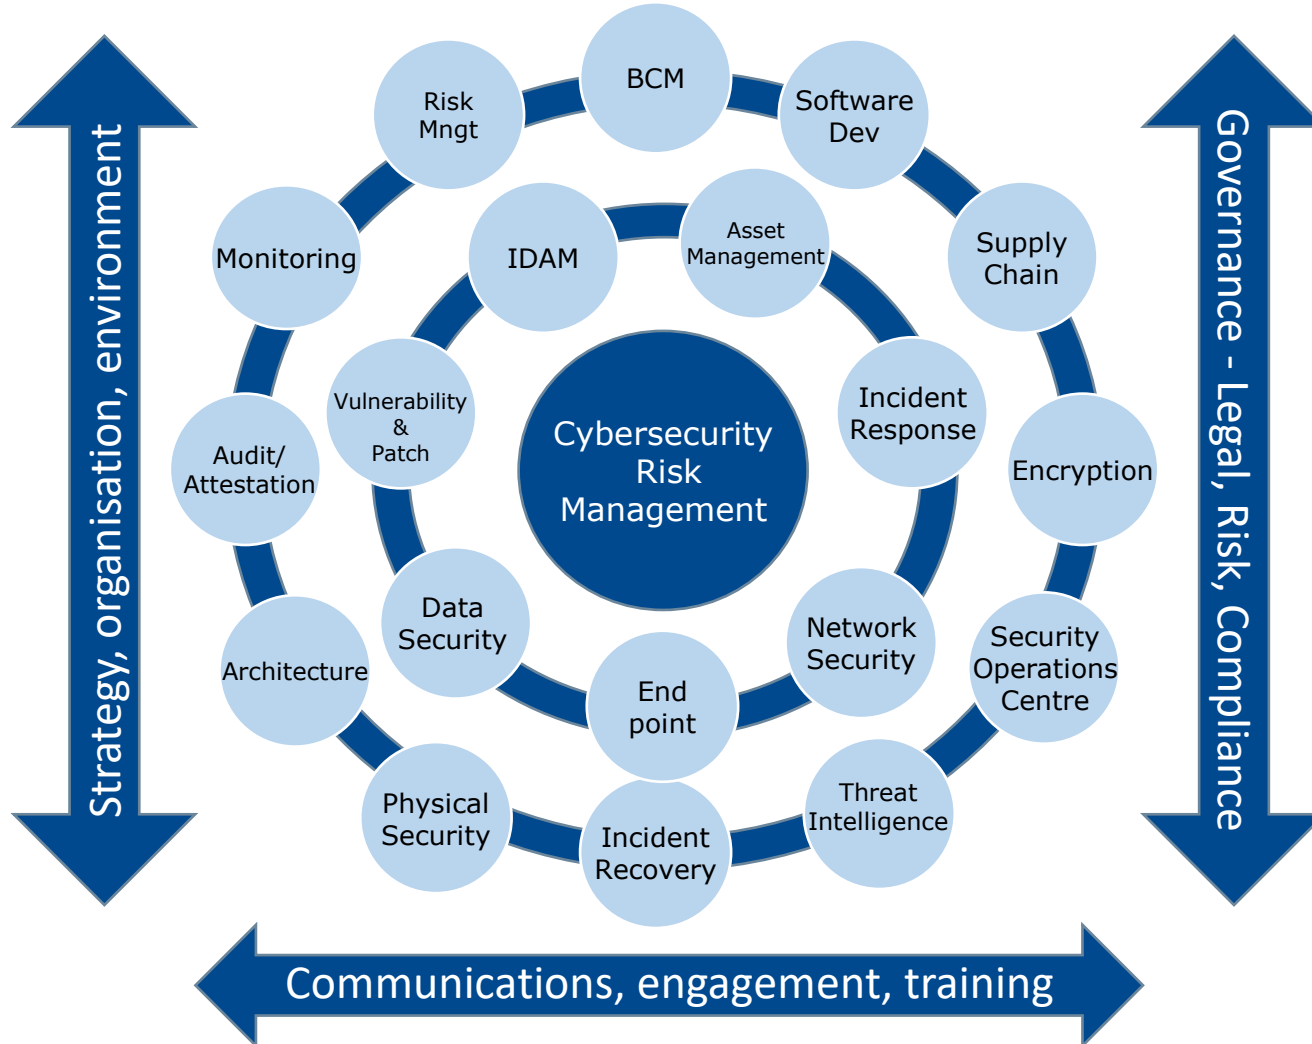 BCM
Risk
Mngt
Software
Dev
Monitoring
IDAM
Asset
Management
Supply
Chain
Vulnerability
&
Patch
Incident
Response
Cybersecurity
Risk
Management
Audit/
Attestation
Encryption
Data
Security
Network
Security
Architecture
End
point
Security
Operations
Centre
Physical
Security
Incident
Recovery
Threat
Intelligence
Strategy, organisation, environment
Governance - Legal, Risk, Compliance
Communications, engagement, training